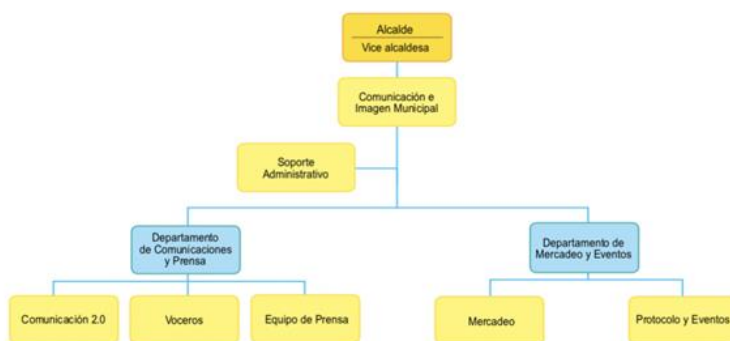 Alcalde
Vice alcaldesa
Comunicación e
Imagen Municipal
Soporte
Administrativo
Departamento
de Comunicaciones
y Prensa
Departamento de
Mercadeo y Eventos
Comunicación 2.0
Voceros
Equipo de Prensa
Mercadeo
Protocolo y Eventos